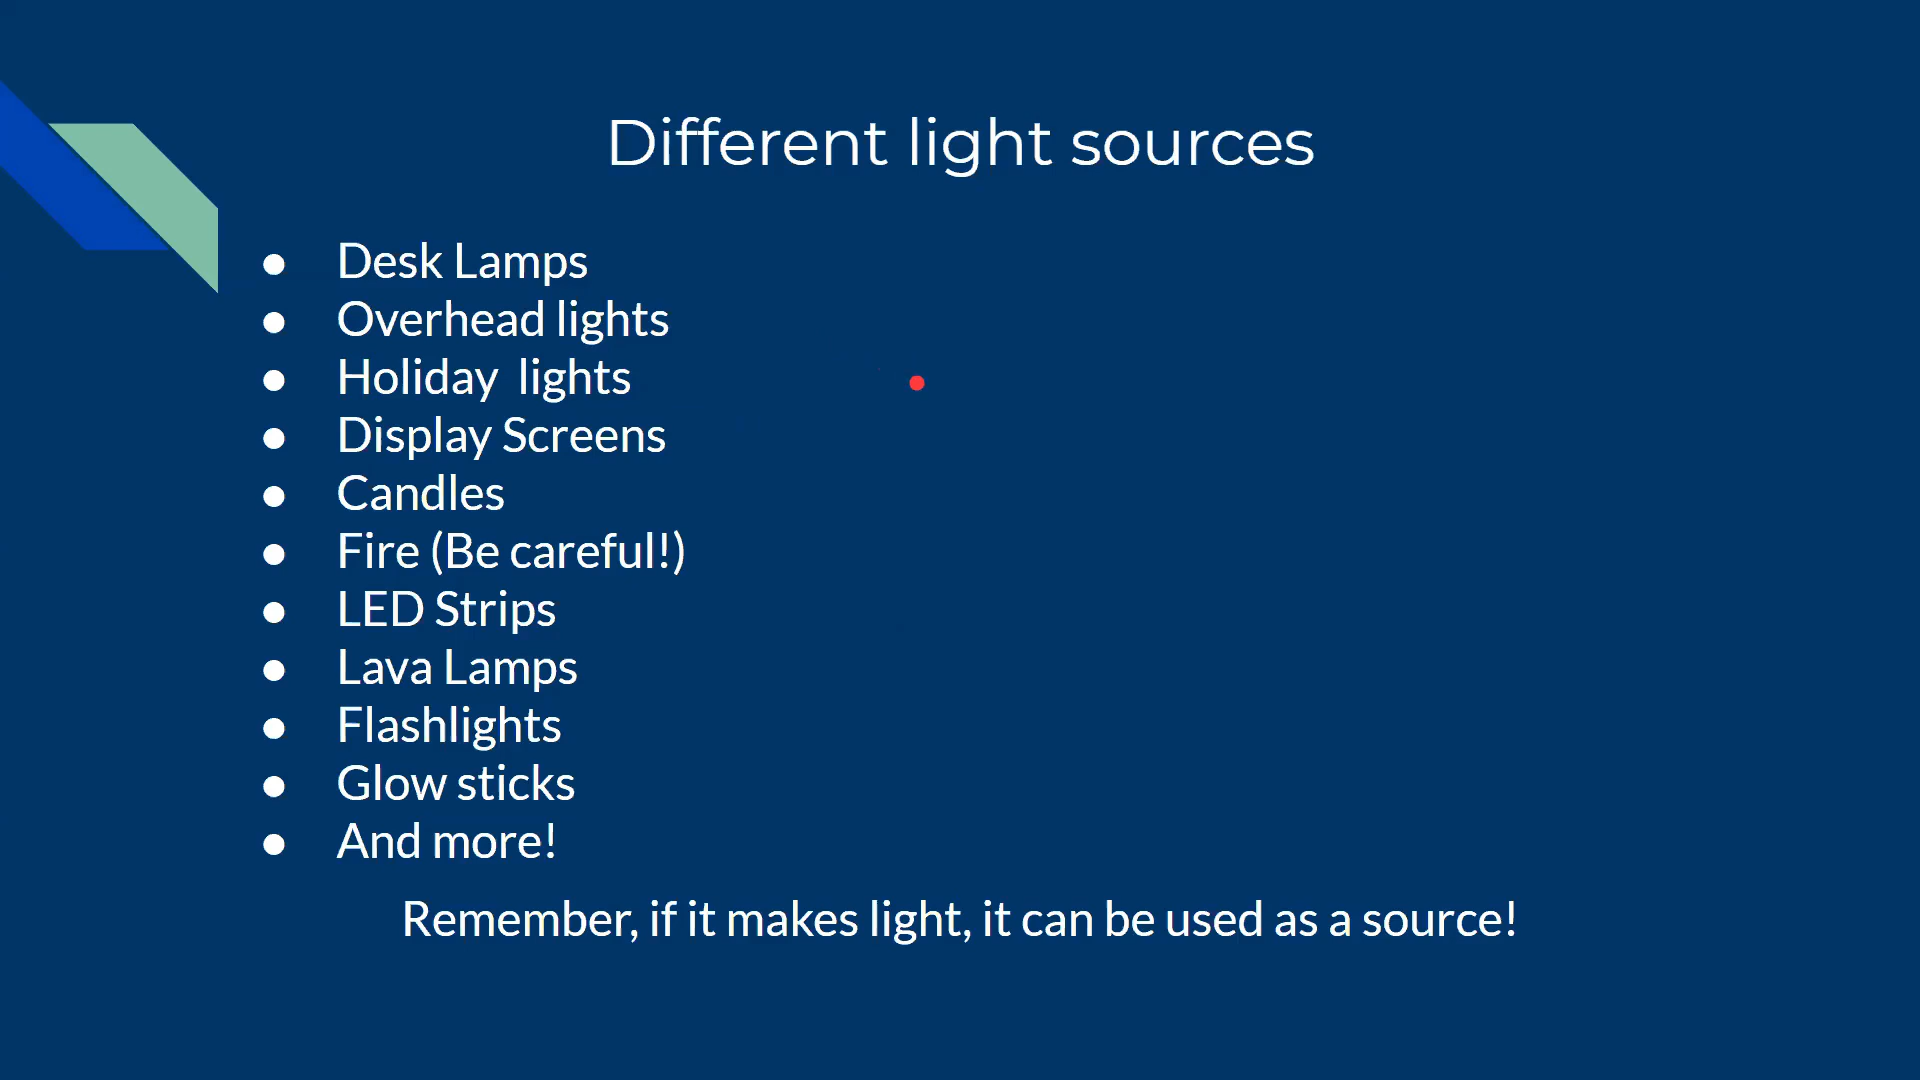 Different light sources
● Desk Lamps
● Overhead lights
● Holiday  lights
● Display Screens
● Candles
● Fire (Be careful!)
● LED Strips
● Lava Lamps
● Flashlights
● Glow sticks
● And more!
Remember, if it makes light, it can be used as a source!